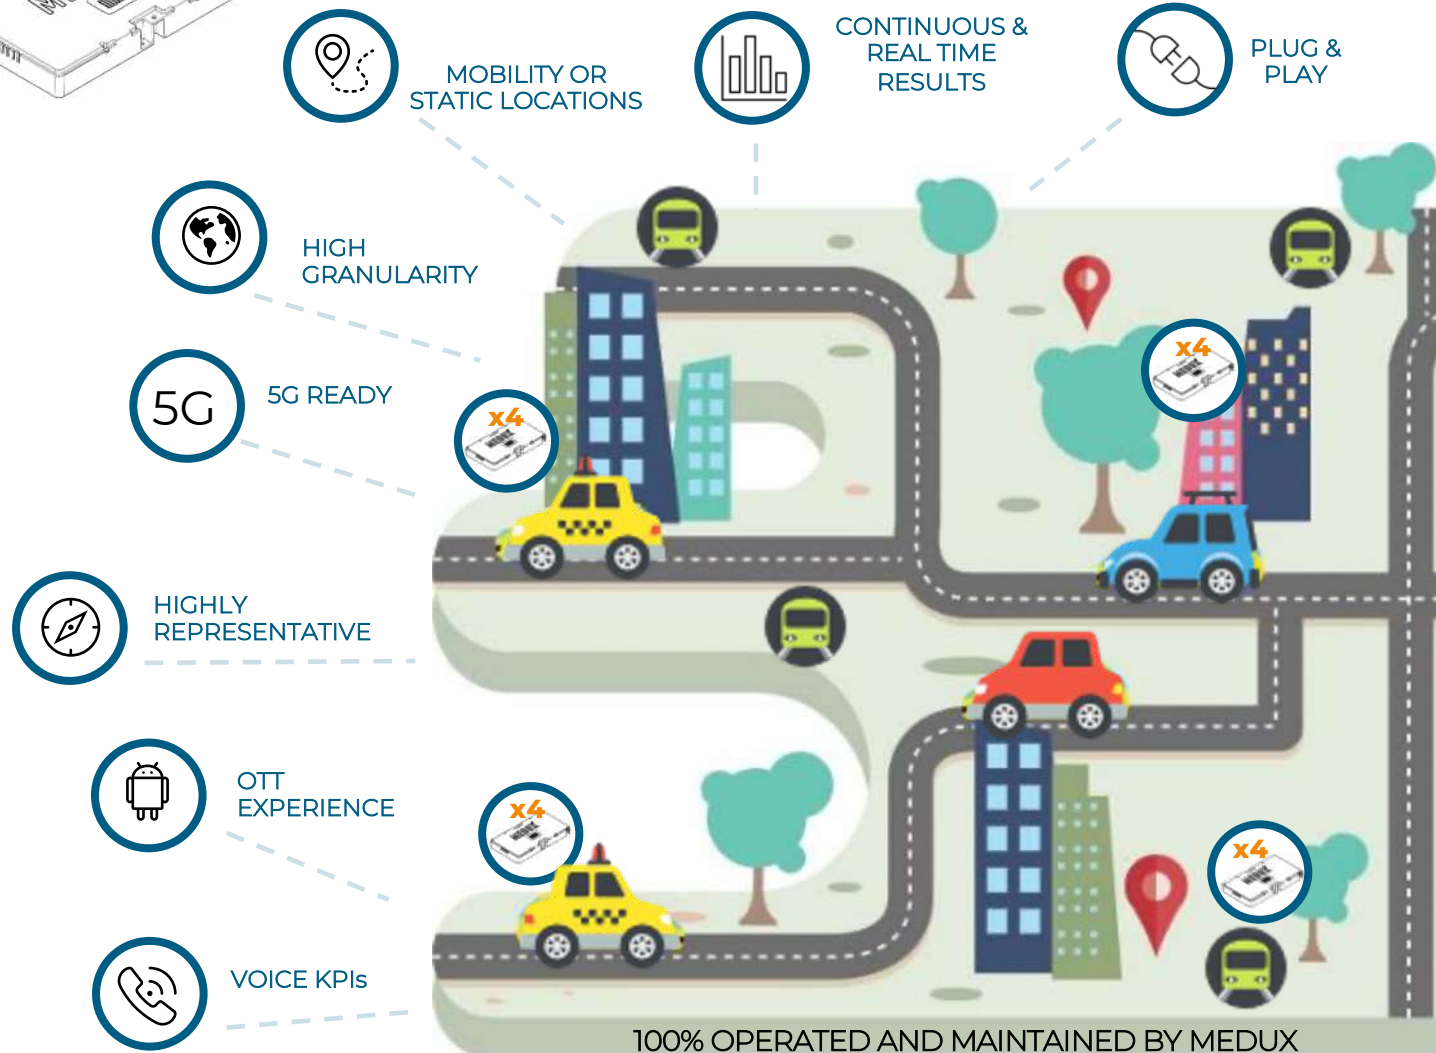 CONTINUOUS &
REAL TIME
RESULTS
PLUG &
PLAY
MOBILITY OR
STATIC LOCATIONS
HIGH
GRANULARITY
5G
5G READY
x4
x4
HIGHLY
REPRESENTATIVE
OTT
EXPERIENCE
x4
x4
VOICE KPIs
100% OPERATED AND MAINTAINED BY MEDUX